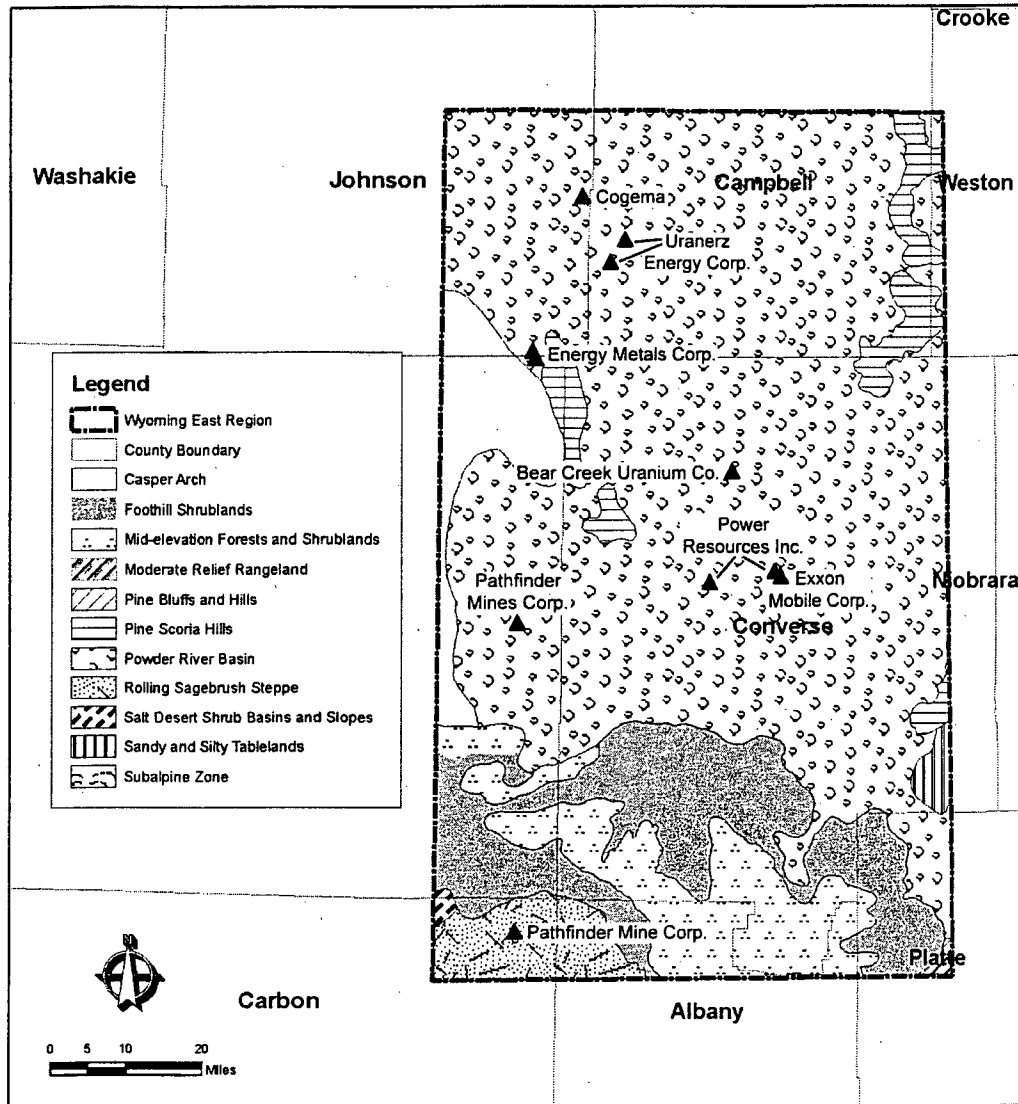 Crooke
Washakie
Johnson
Campbell
Weston
Cogema
Uranerz
Energy Corp.
Energy Metals Corp.
Legend
Wyoming East Region
County Boundary
Casper Arch
Foothill Shrublands
Mid-elevation Forests and Shrublands
Moderate Relief Rangeland
Pine Bluffs and Hills
Pine Scoria Hills
Powder River Basin
Rolling Sagebrush Steppe
Salt Desert Shrub Basins and Slopes
Sandy and Silty Tablelands
Subalpine Zone
Bear Creek Uranium Co.
Power
Resources Inc.
Exxon
Mobile Corp.
Pathfinder
Mines Corp.
Niobrara
Converse
Pathfinder Mine Corp.
Platte
N
Carbon
Albany
0 5 10 20
Miles